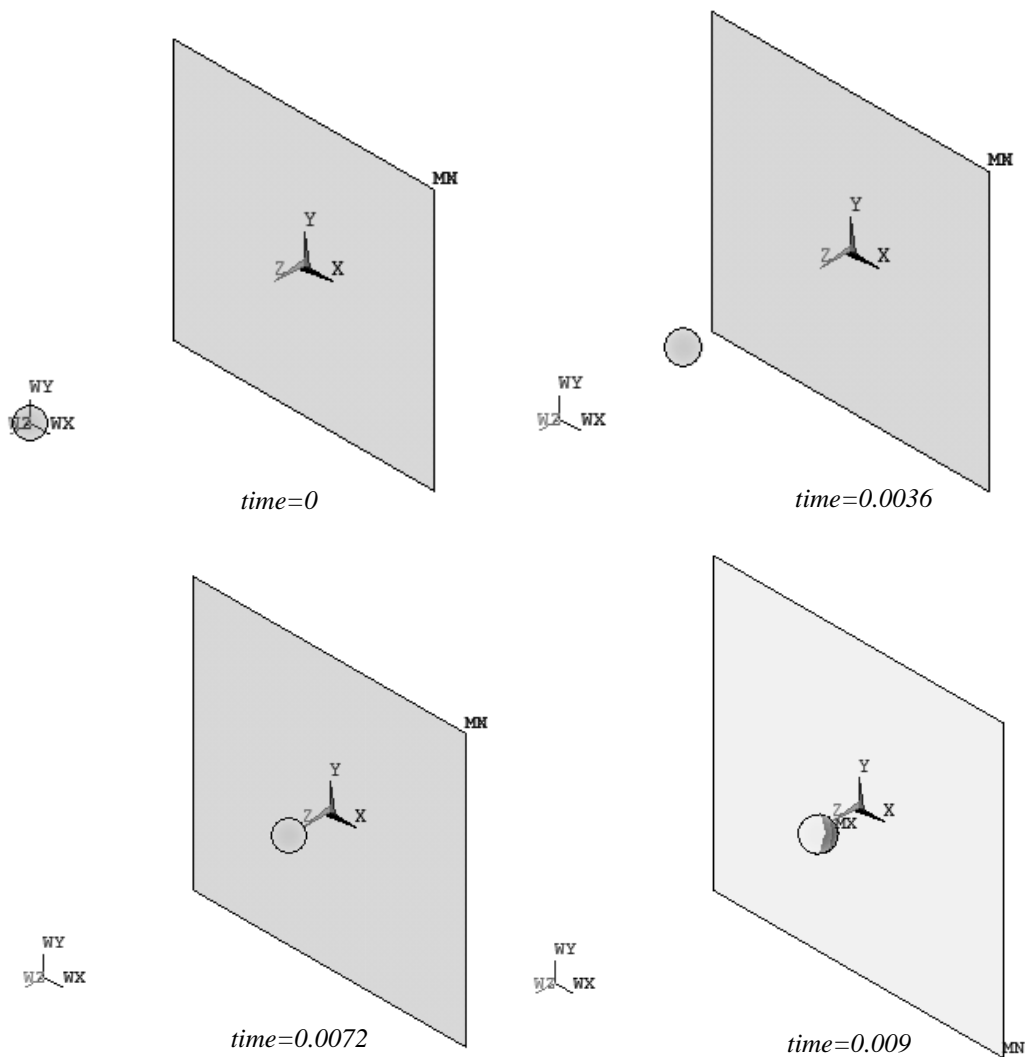 MN
Y
Z X
WY
WZ WX
time=0
MN
Y
Z X
WY
WZ WX
time=0.0036
MN
Y
Z X
WY
WZ WX
time=0.0072
Y
Z X
MX
WY
WZ WX
MN
time=0.009